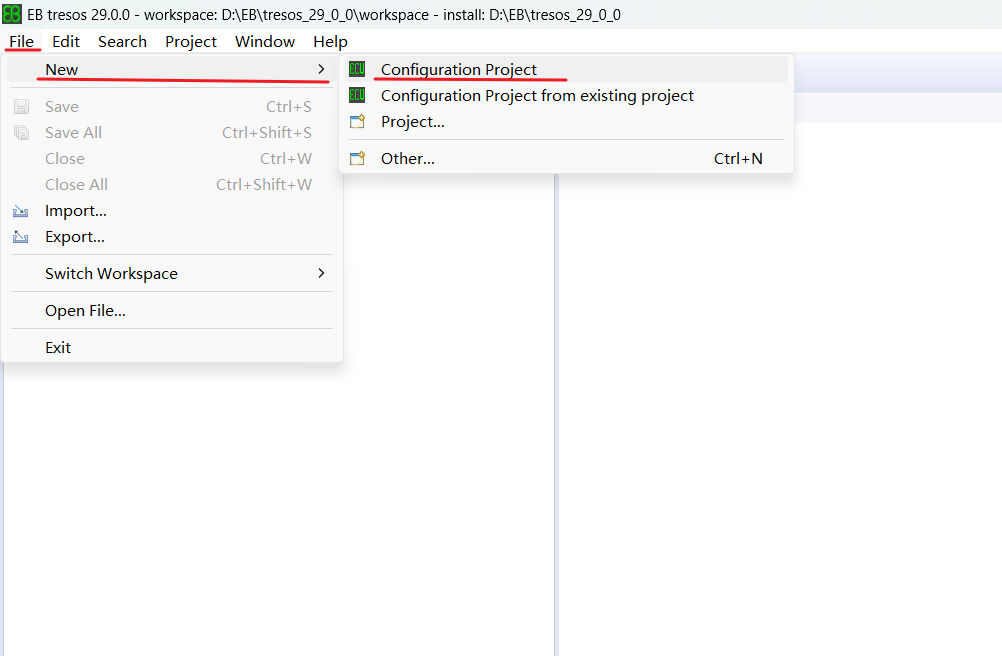 EB tresos 29.0.0 - workspace: D:\EB\tresos_29_0_0\workspace - install: D:\EB\tresos_29_0_0
File Edit Search Project Window Help
New
Save Ctrl+S
Save All Ctrl+Shift+S
Close Ctrl+W
Close All Ctrl+Shift+W
Import...
Export...
Switch Workspace
Open File...
Exit
ECU Configuration Project
ECU Configuration Project from existing project
Project...
Other... Ctrl+N